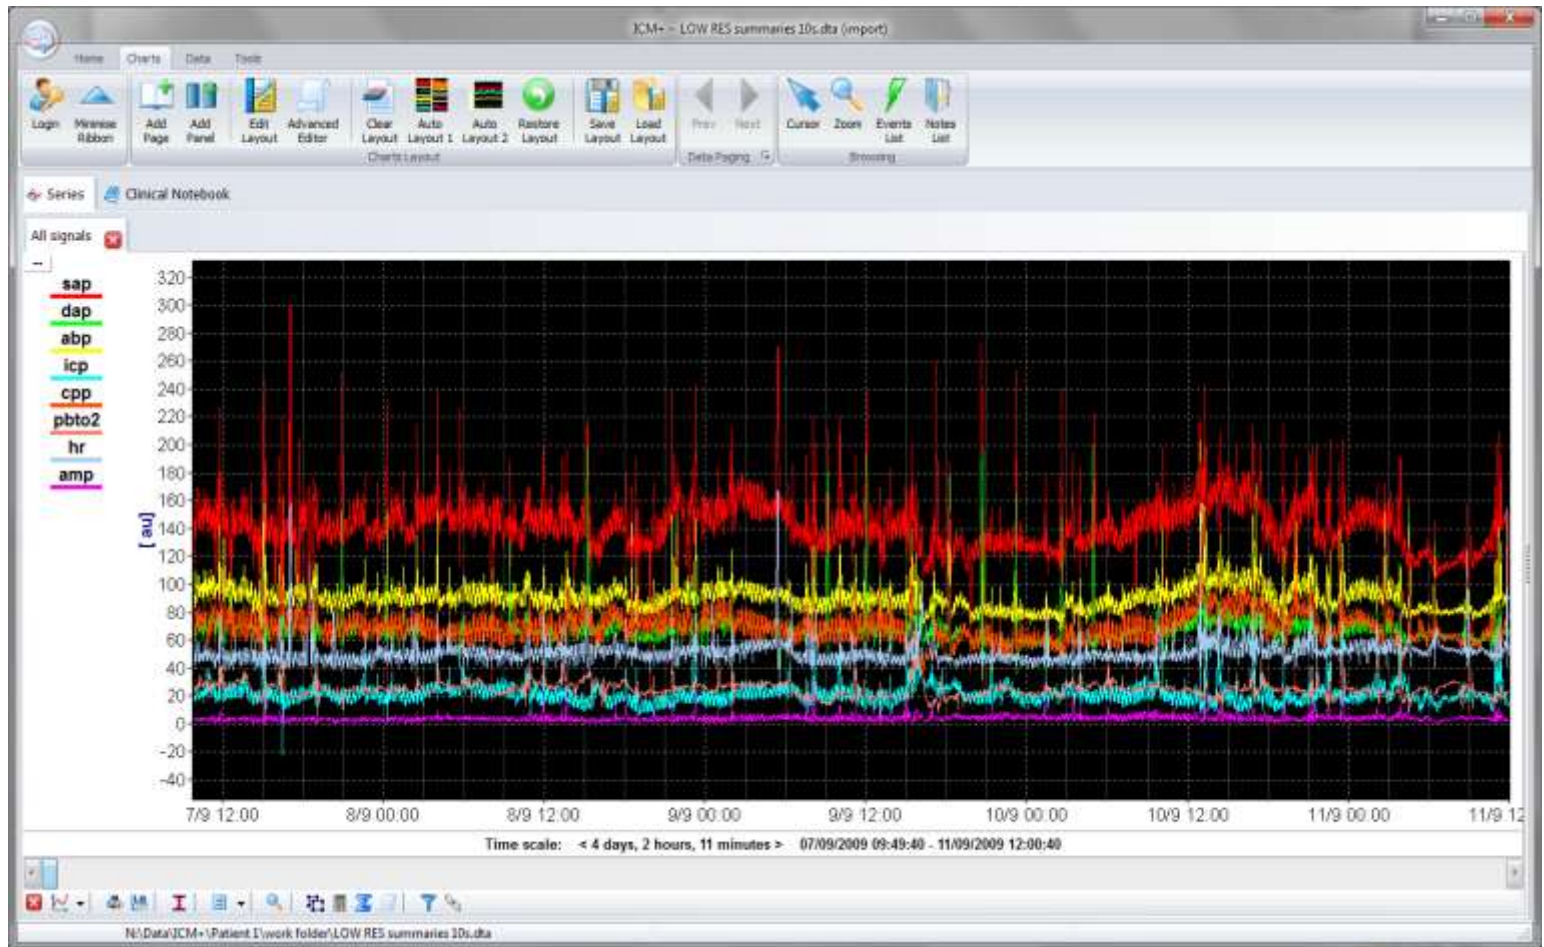 ICM+ - LOW RES summaries 10s.dta (import)
Home Charts Data Tools
Login Minimise Ribbon Add Page Add Panel Edit Layout Advanced Editor Clear Layout Auto Layout 1 Auto Layout 2 Restore Layout Save Layout Load Layout Prev Next Cursor Zoom Events List Notes List
Charts Layout Data Paging Browsing
Series Clinical Notebook
All signals
sap
dap
abp
icp
cpp
pbto2
hr
amp
[ au]
320
300
280
260
240
220
200
180
160
140
120
100
80
60
40
20
0
-20
-40
7/9 12:00 8/9 00:00 8/9 12:00 9/9 00:00 9/9 12:00 10/9 00:00 10/9 12:00 11/9 00:00 11/9 12
Time scale: < 4 days, 2 hours, 11 minutes > 07/09/2009 09:49:40 - 11/09/2009 12:00:40
N:\Data\ICM+\Patient 1\work folder\LOW RES summaries 10s.dta